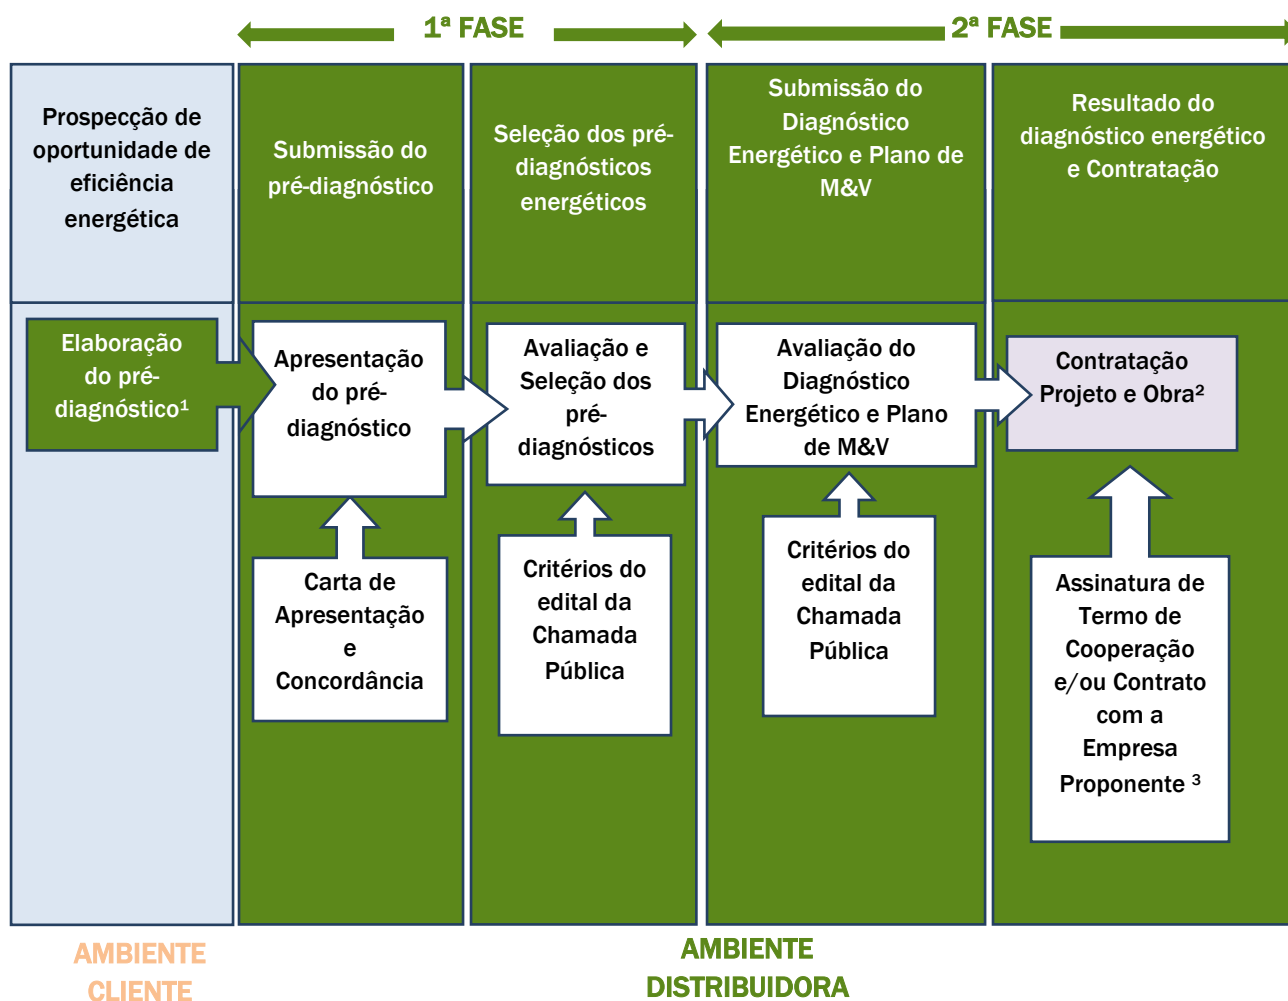 1ª FASE
2ª FASE
Prospecção de
oportunidade de
eficiência
energética
Submissão do
pré-diagnóstico
Seleção dos pré-
diagnósticos
energéticos
Submissão do
Diagnóstico
Energético e Plano de
M&V
Resultado do
diagnóstico energético
e Contratação
Elaboração
do pré-
diagnóstico¹
Apresentação
do pré-
diagnóstico
Avaliação e
Seleção dos
pré-
diagnósticos
Avaliação do
Diagnóstico
Energético e Plano
de M&V
Contratação
Projeto e Obra²
Carta de
Apresentação
e
Concordância
Critérios do
edital da
Chamada
Pública
Critérios do
edital da
Chamada
Pública
Assinatura de
Termo de
Cooperação
e/ou Contrato
com a
Empresa
Proponente ³
AMBIENTE
CLIENTE
AMBIENTE
DISTRIBUIDORA